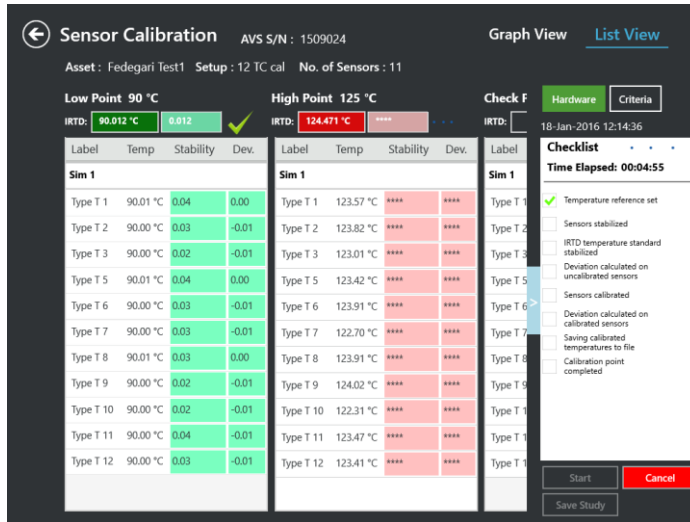 Sensor Calibration AVS S/N : 1509024 Graph View List View
Asset : Fedegari Test1 Setup : 12 TC cal No. of Sensors : 11
Low Point 90 °C
IRTD: 90.012 °C 0.012
Label Temp Stability Dev.
Sim 1
Type T 1 90.01 °C 0.04 0.00
Type T 2 90.00 °C 0.03 -0.01
Type T 3 90.00 °C 0.02 -0.01
Type T 5 90.01 °C 0.04 0.00
Type T 6 90.00 °C 0.03 -0.01
Type T 7 90.00 °C 0.03 -0.01
Type T 8 90.01 °C 0.03 0.00
Type T 9 90.00 °C 0.02 -0.01
Type T 10 90.00 °C 0.02 -0.01
Type T 11 90.00 °C 0.04 -0.01
Type T 12 90.00 °C 0.03 -0.01
High Point 125 °C
IRTD: 124.471 °C **** . . .
Label Temp Stability Dev.
Sim 1
Type T 1 123.57 °C **** ****
Type T 2 123.82 °C **** ****
Type T 3 123.01 °C **** ****
Type T 5 123.42 °C **** ****
Type T 6 123.91 °C **** ****
Type T 7 122.70 °C **** ****
Type T 8 123.91 °C **** ****
Type T 9 124.02 °C **** ****
Type T 10 122.31 °C **** ****
Type T 11 123.47 °C **** ****
Type T 12 123.41 °C **** ****
Check
IRTD:
Label
Sim 1
Type T 1
Type T 2
Type T 3
Type T 5
Type T 6
Type T 7
Type T 8
Type T 9
Type T 1
Type T 1
Type T 1
>
Hardware Criteria
18-Jan-2016 12:14:36
Checklist . . .
Time Elapsed: 00:04:55
Temperature reference set
Sensors stabilized
IRTD temperature standard
stabilized
Deviation calculated on
uncalibrated sensors
Sensors calibrated
Deviation calculated on
calibrated sensors
Saving calibrated
temperatures to file
Calibration point
completed
Start Cancel
Save Study